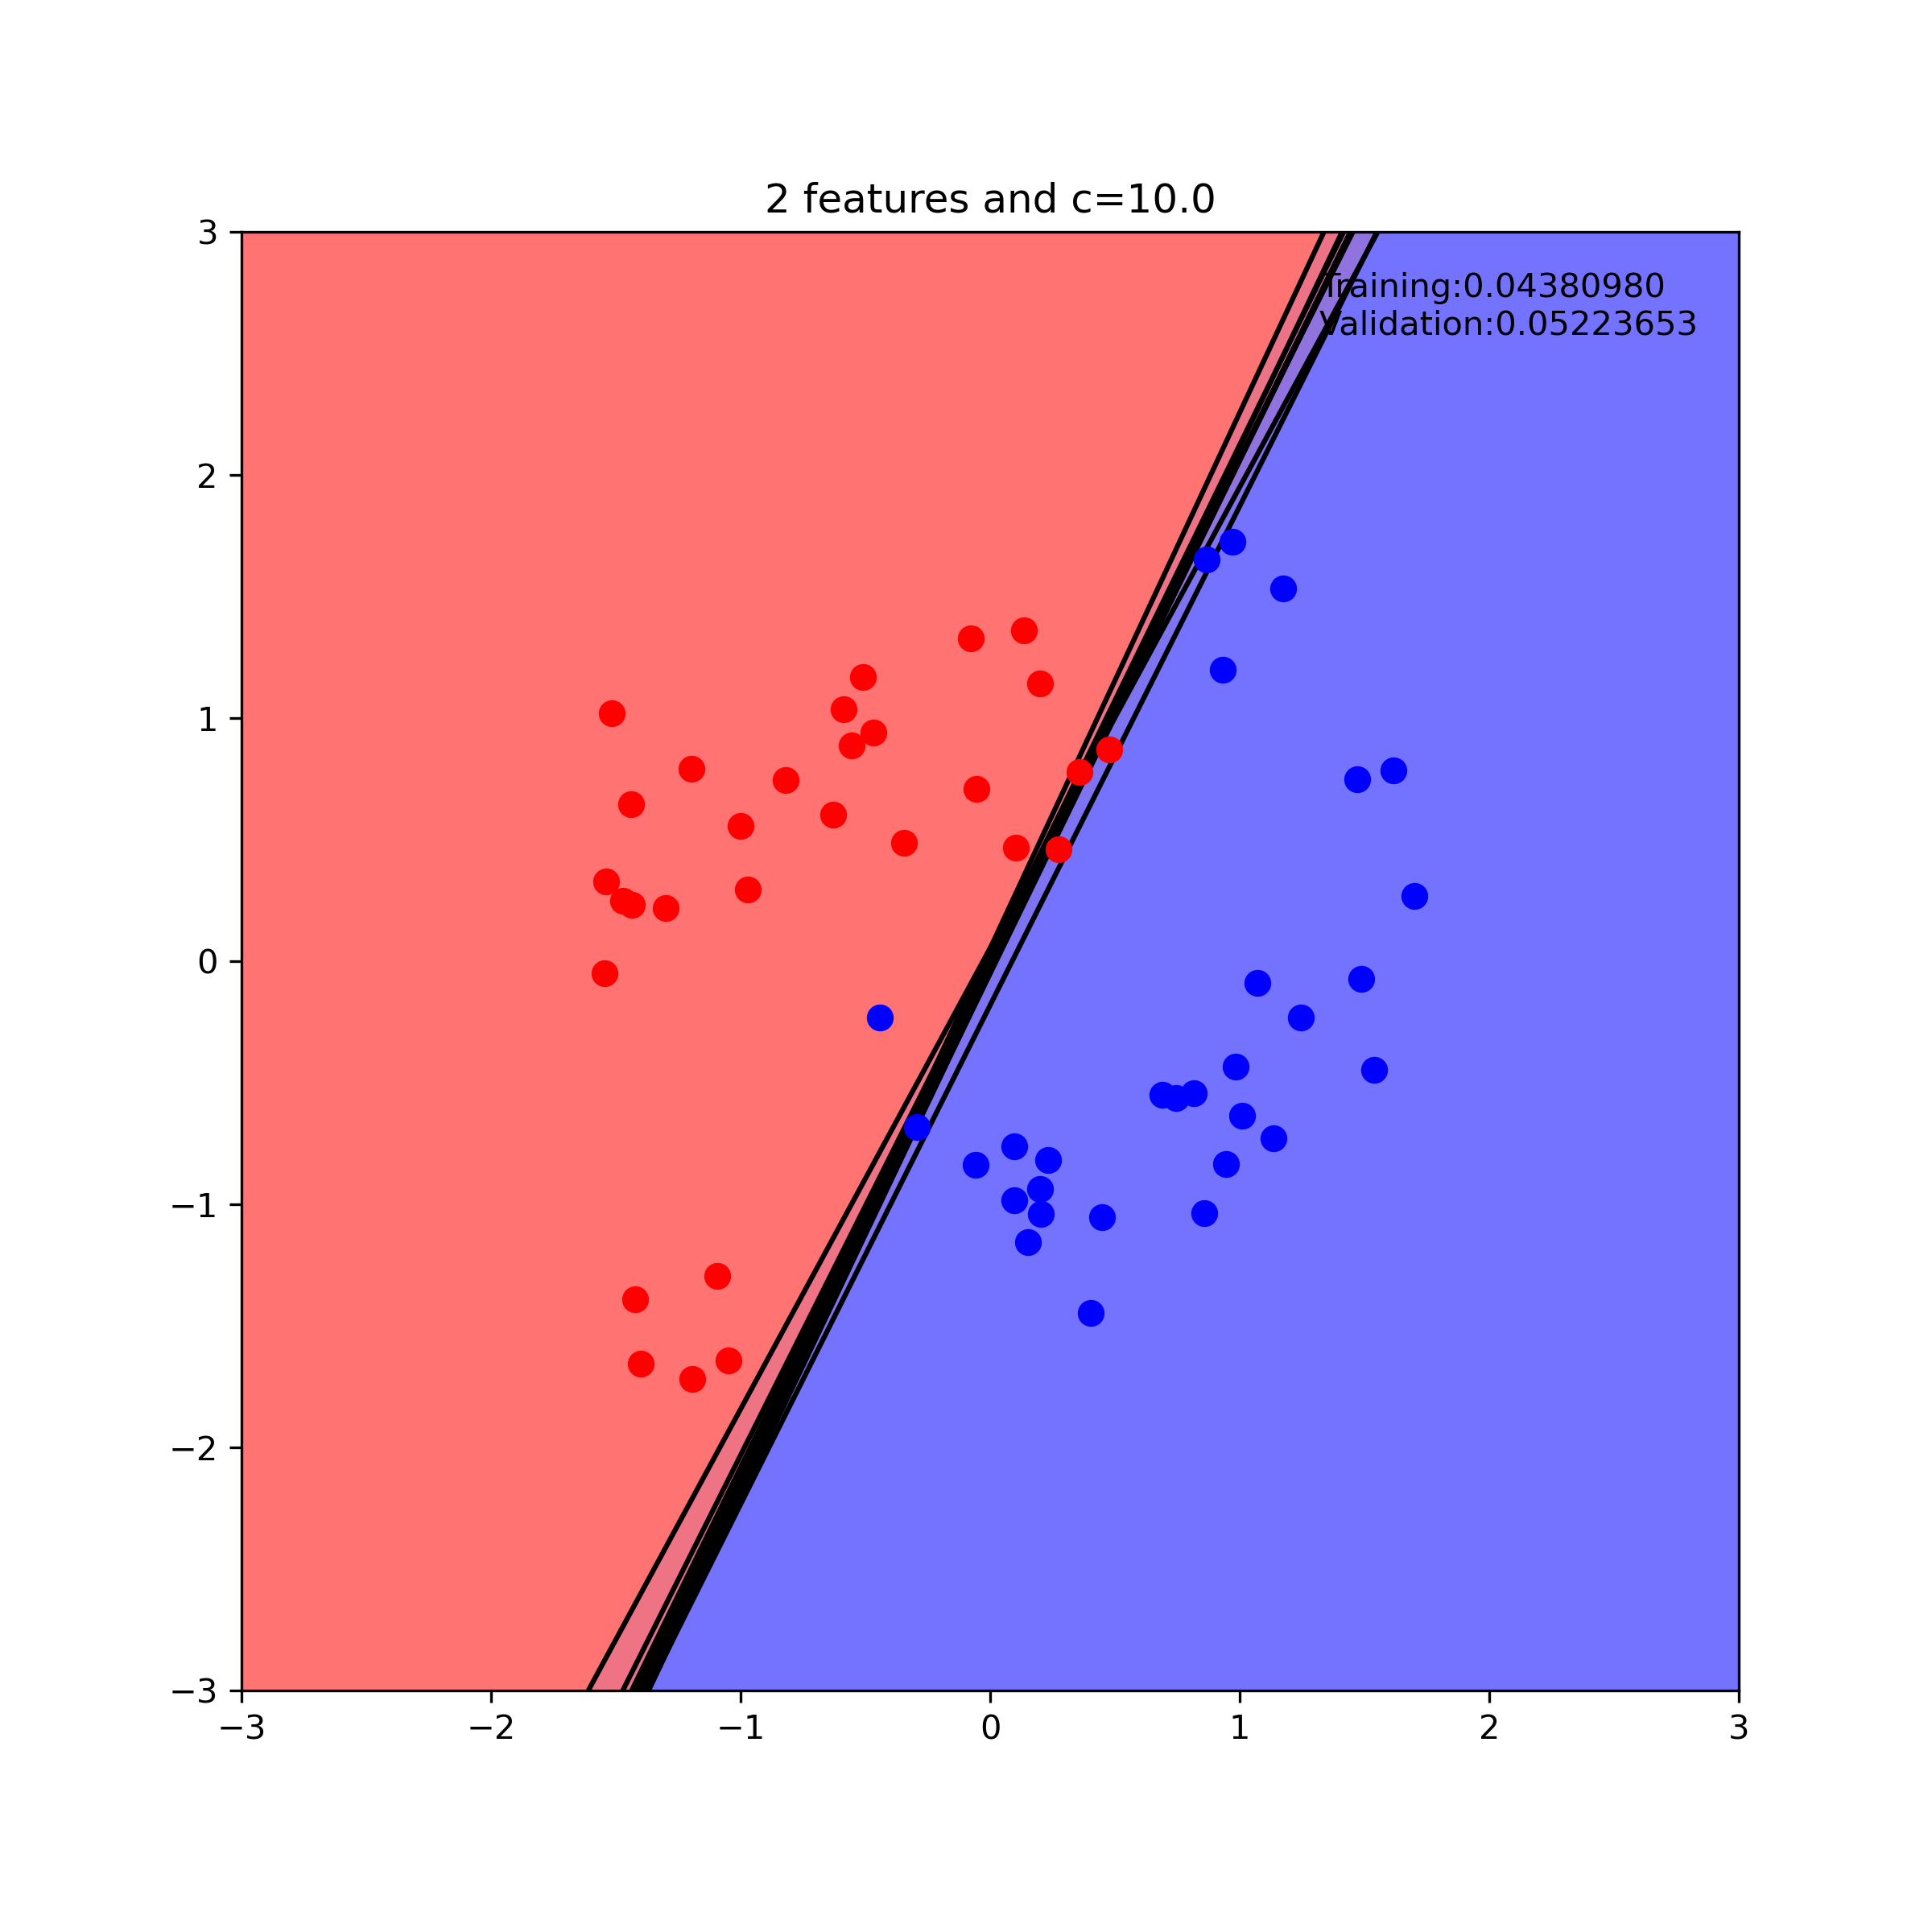 2 features and c=10.0
Training:0.04380980
Validation:0.05223653
3
2
1
0
−1
−2
−3
−3 −2 −1 0 1 2 3